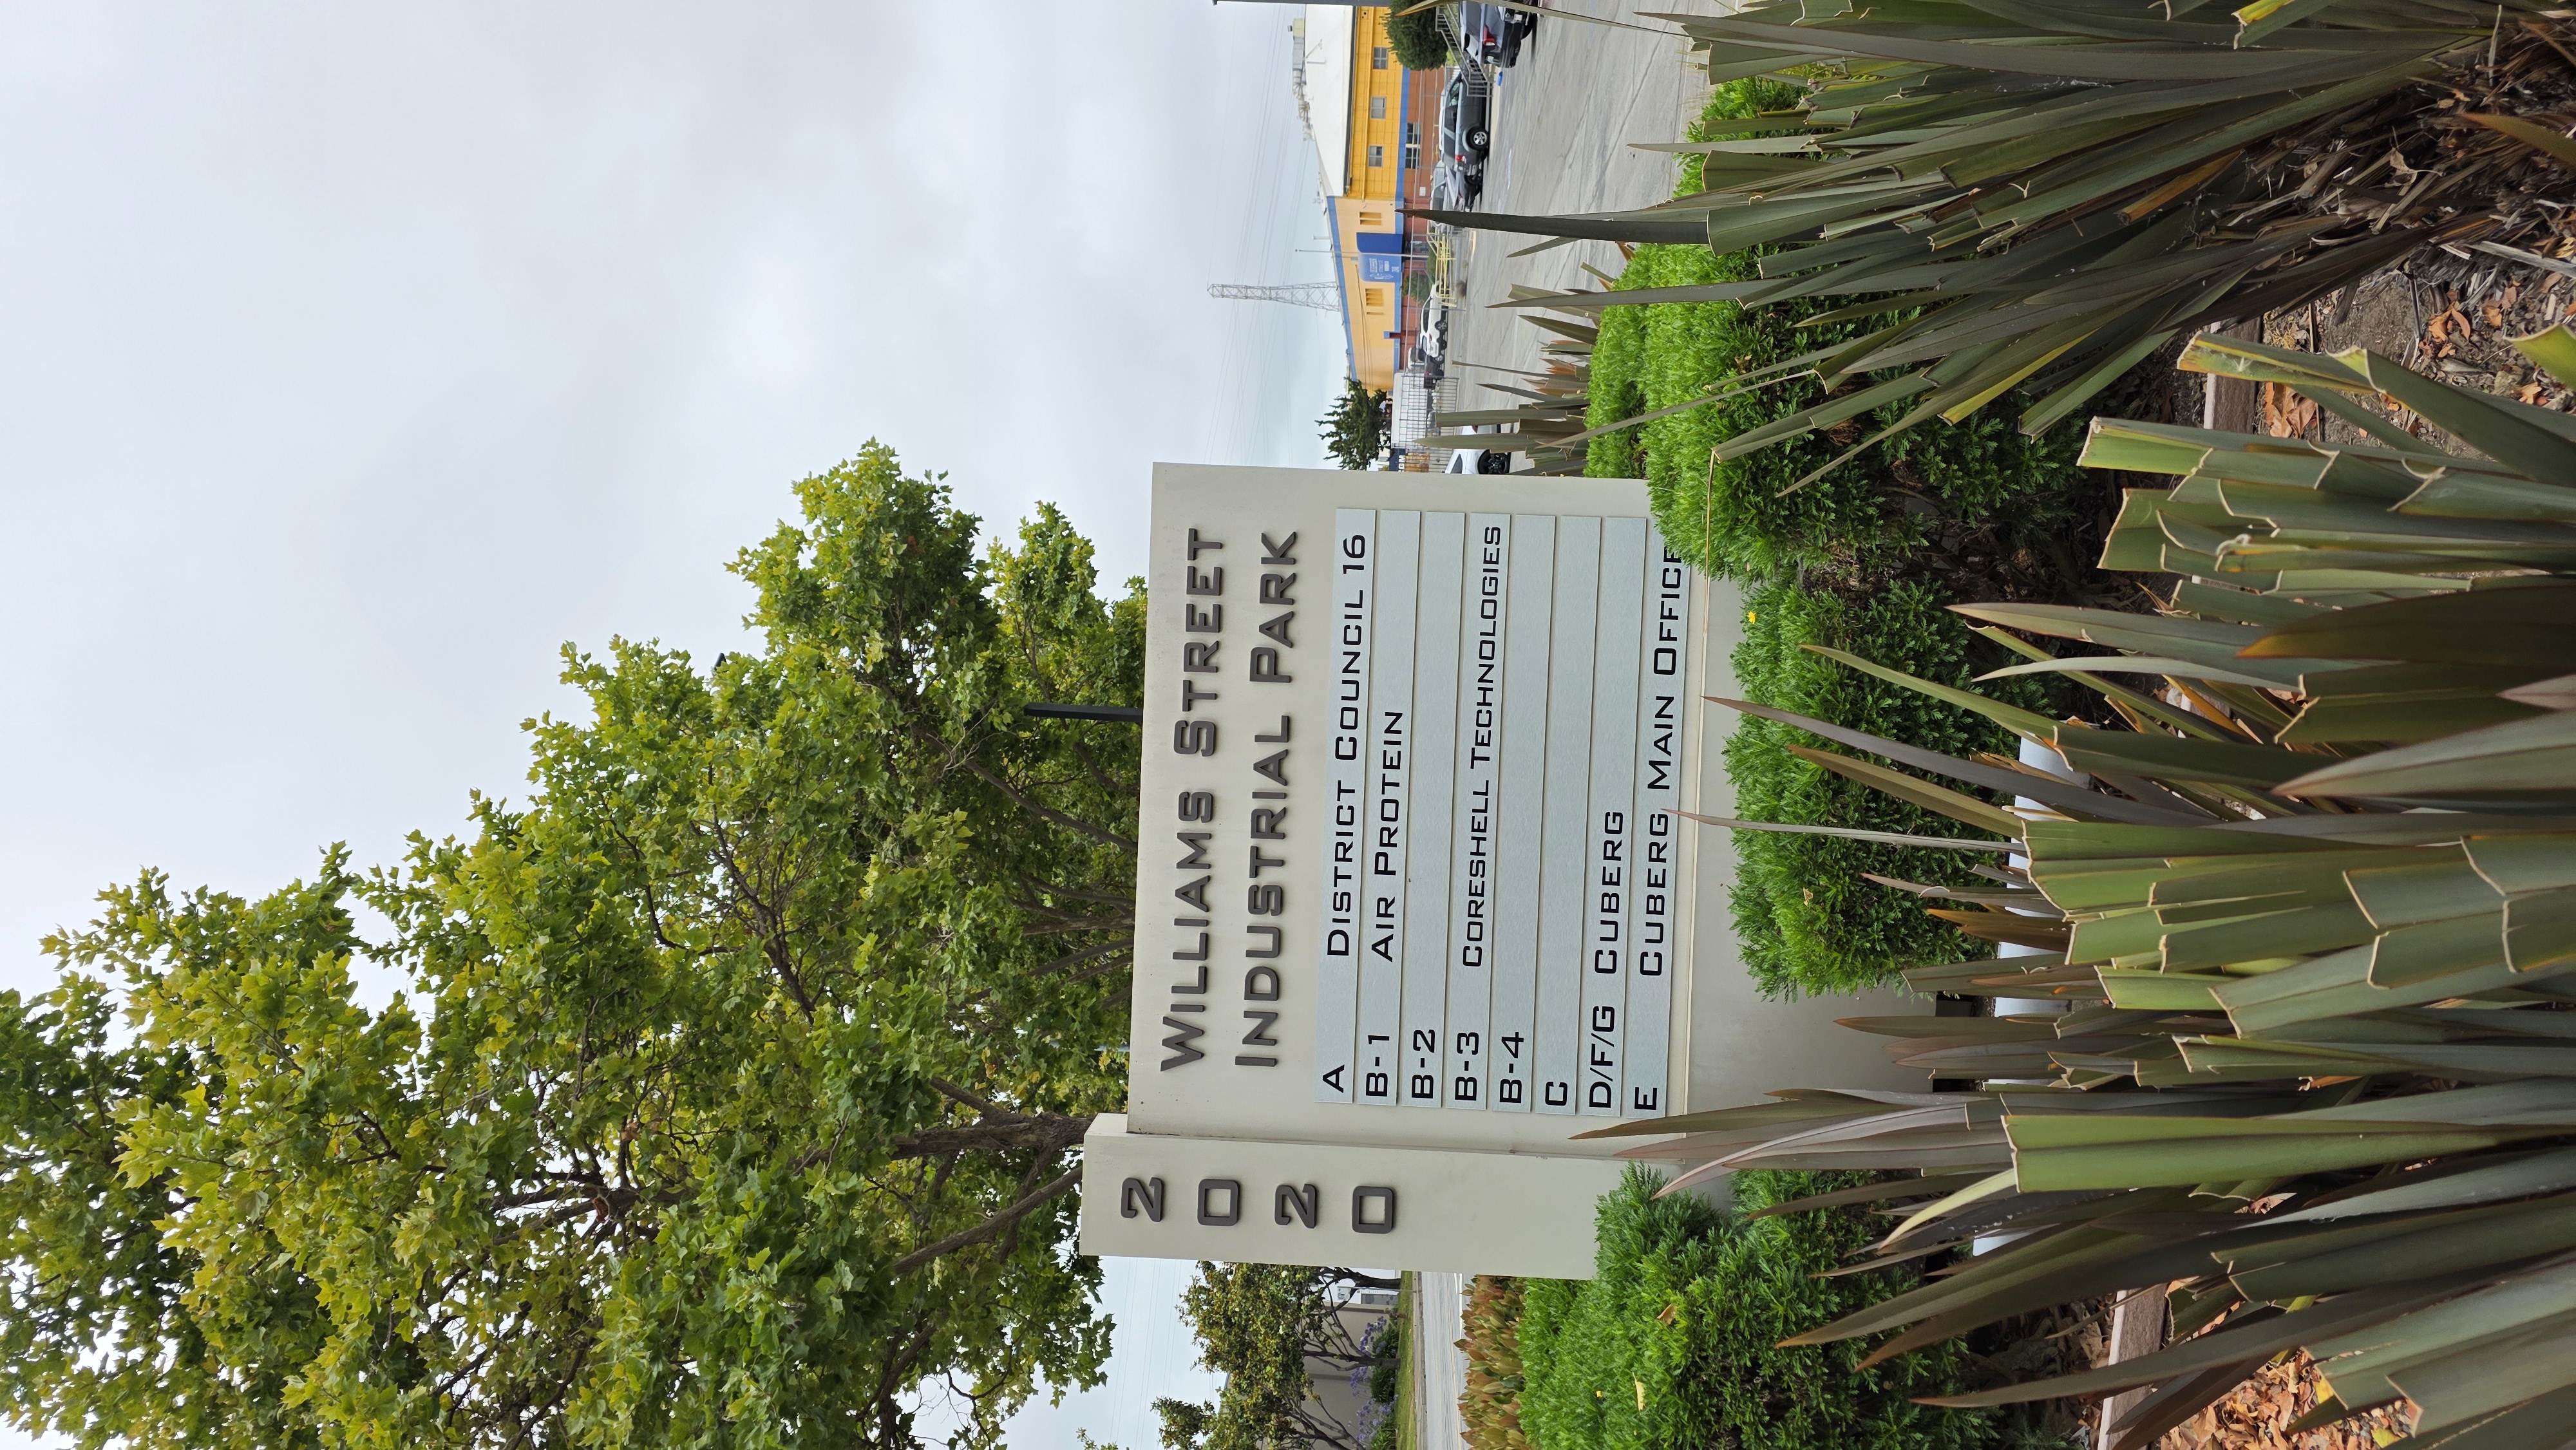 WILLIAMS STREET
INDUSTRIAL PARK
2020
A DISTRICT COUNCIL 16
B-1 AIR PROTEIN
B-2
B-3 CORESHELL TECHNOLOGIES
B-4
C
D/F/G CUBERG
E CUBERG MAIN OFFICE